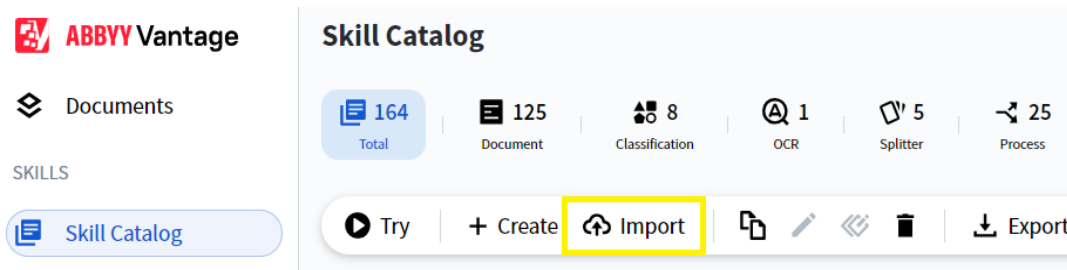 ABBYY Vantage
Skill Catalog
Documents
164
Total
125
Document
8
Classification
1
OCR
5
Splitter
25
Process
SKILLS
Skill Catalog
Try
+ Create
Import
Export